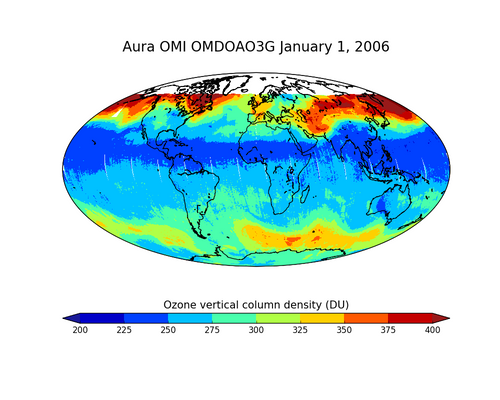 Aura OMI OMDOAO3G January 1, 2006
Ozone vertical column density (DU)
200 225 250 275 300 325 350 375 400